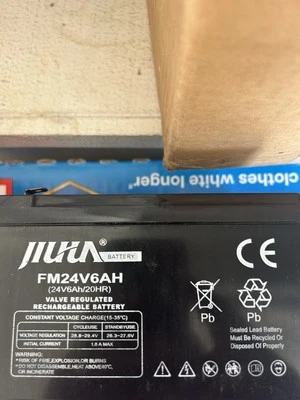 clothes white longer'
JIUHA® BATTERY
FM24V6AH
(24V6Ah/20HR)
VALVE REGULATED
RECHARGEABLE BATTERY
CONSTANT VOLTAGE CHARGE(15-35°C)
CYCLEUSE STANDBYUSE
VOLTAGE REGULATION 28.8-29.4V 26.3-27.6V
INITIAL CURRENT 1.8 A MAX
CE
Pb Pb
Sealed Lead Battery
Must Be Recycled Or
Disposed Of Properly
WARNING:
RISK OF FIRE,EXPLOSION,OR BURNS
DO NOT DISASSEMBLE,HEAT ABOVE40°C,
OR INCINERATE